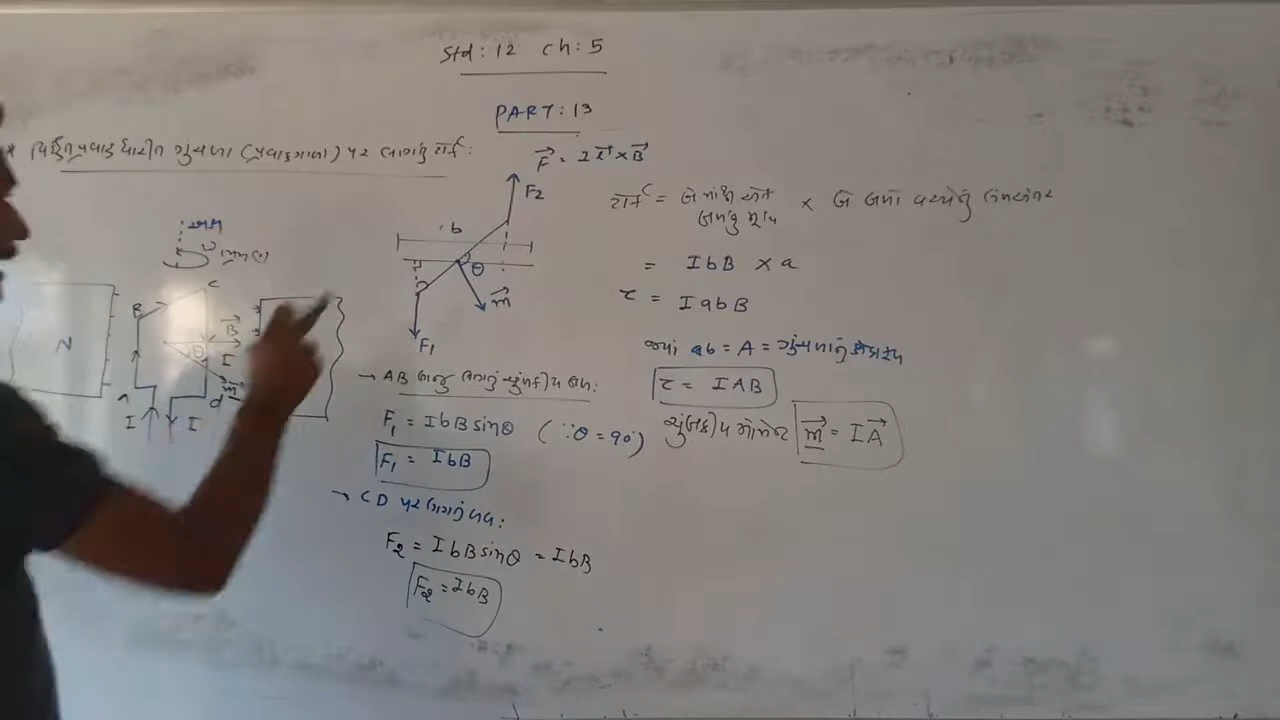 Std: 12 Ch: 5
PART: 13
* વિદ્યુતપ્રવાહ ધારીત ગુંચળા (પ્રવાહગાળા) પર લાગતું ટૉર્ક:
F⃗ = I l⃗ × B⃗
F2
b
θ
m⃗
F1
અક્ષ
N
B
C
B⃗
θ
I
m⃗
d
I
I
→ AB બાજુ લાગતું ચુંબકીય બળ:
F1 = IbB sinθ (∵ θ = 90°)
F1 = IbB
→ CD પર લાગતું બળ:
F2 = IbB sinθ = IbB
F2 = IbB
ટૉર્ક = બે માંથી એક બળનું મૂલ્ય × બે બળો વચ્ચેનું લંબઅંતર
= IbB × a
τ = IabB
જ્યાં ab = A = ગુંચળાનું ક્ષેત્રફળ
τ = IAB
ચુંબકીય મોમેન્ટ m⃗ = IA⃗